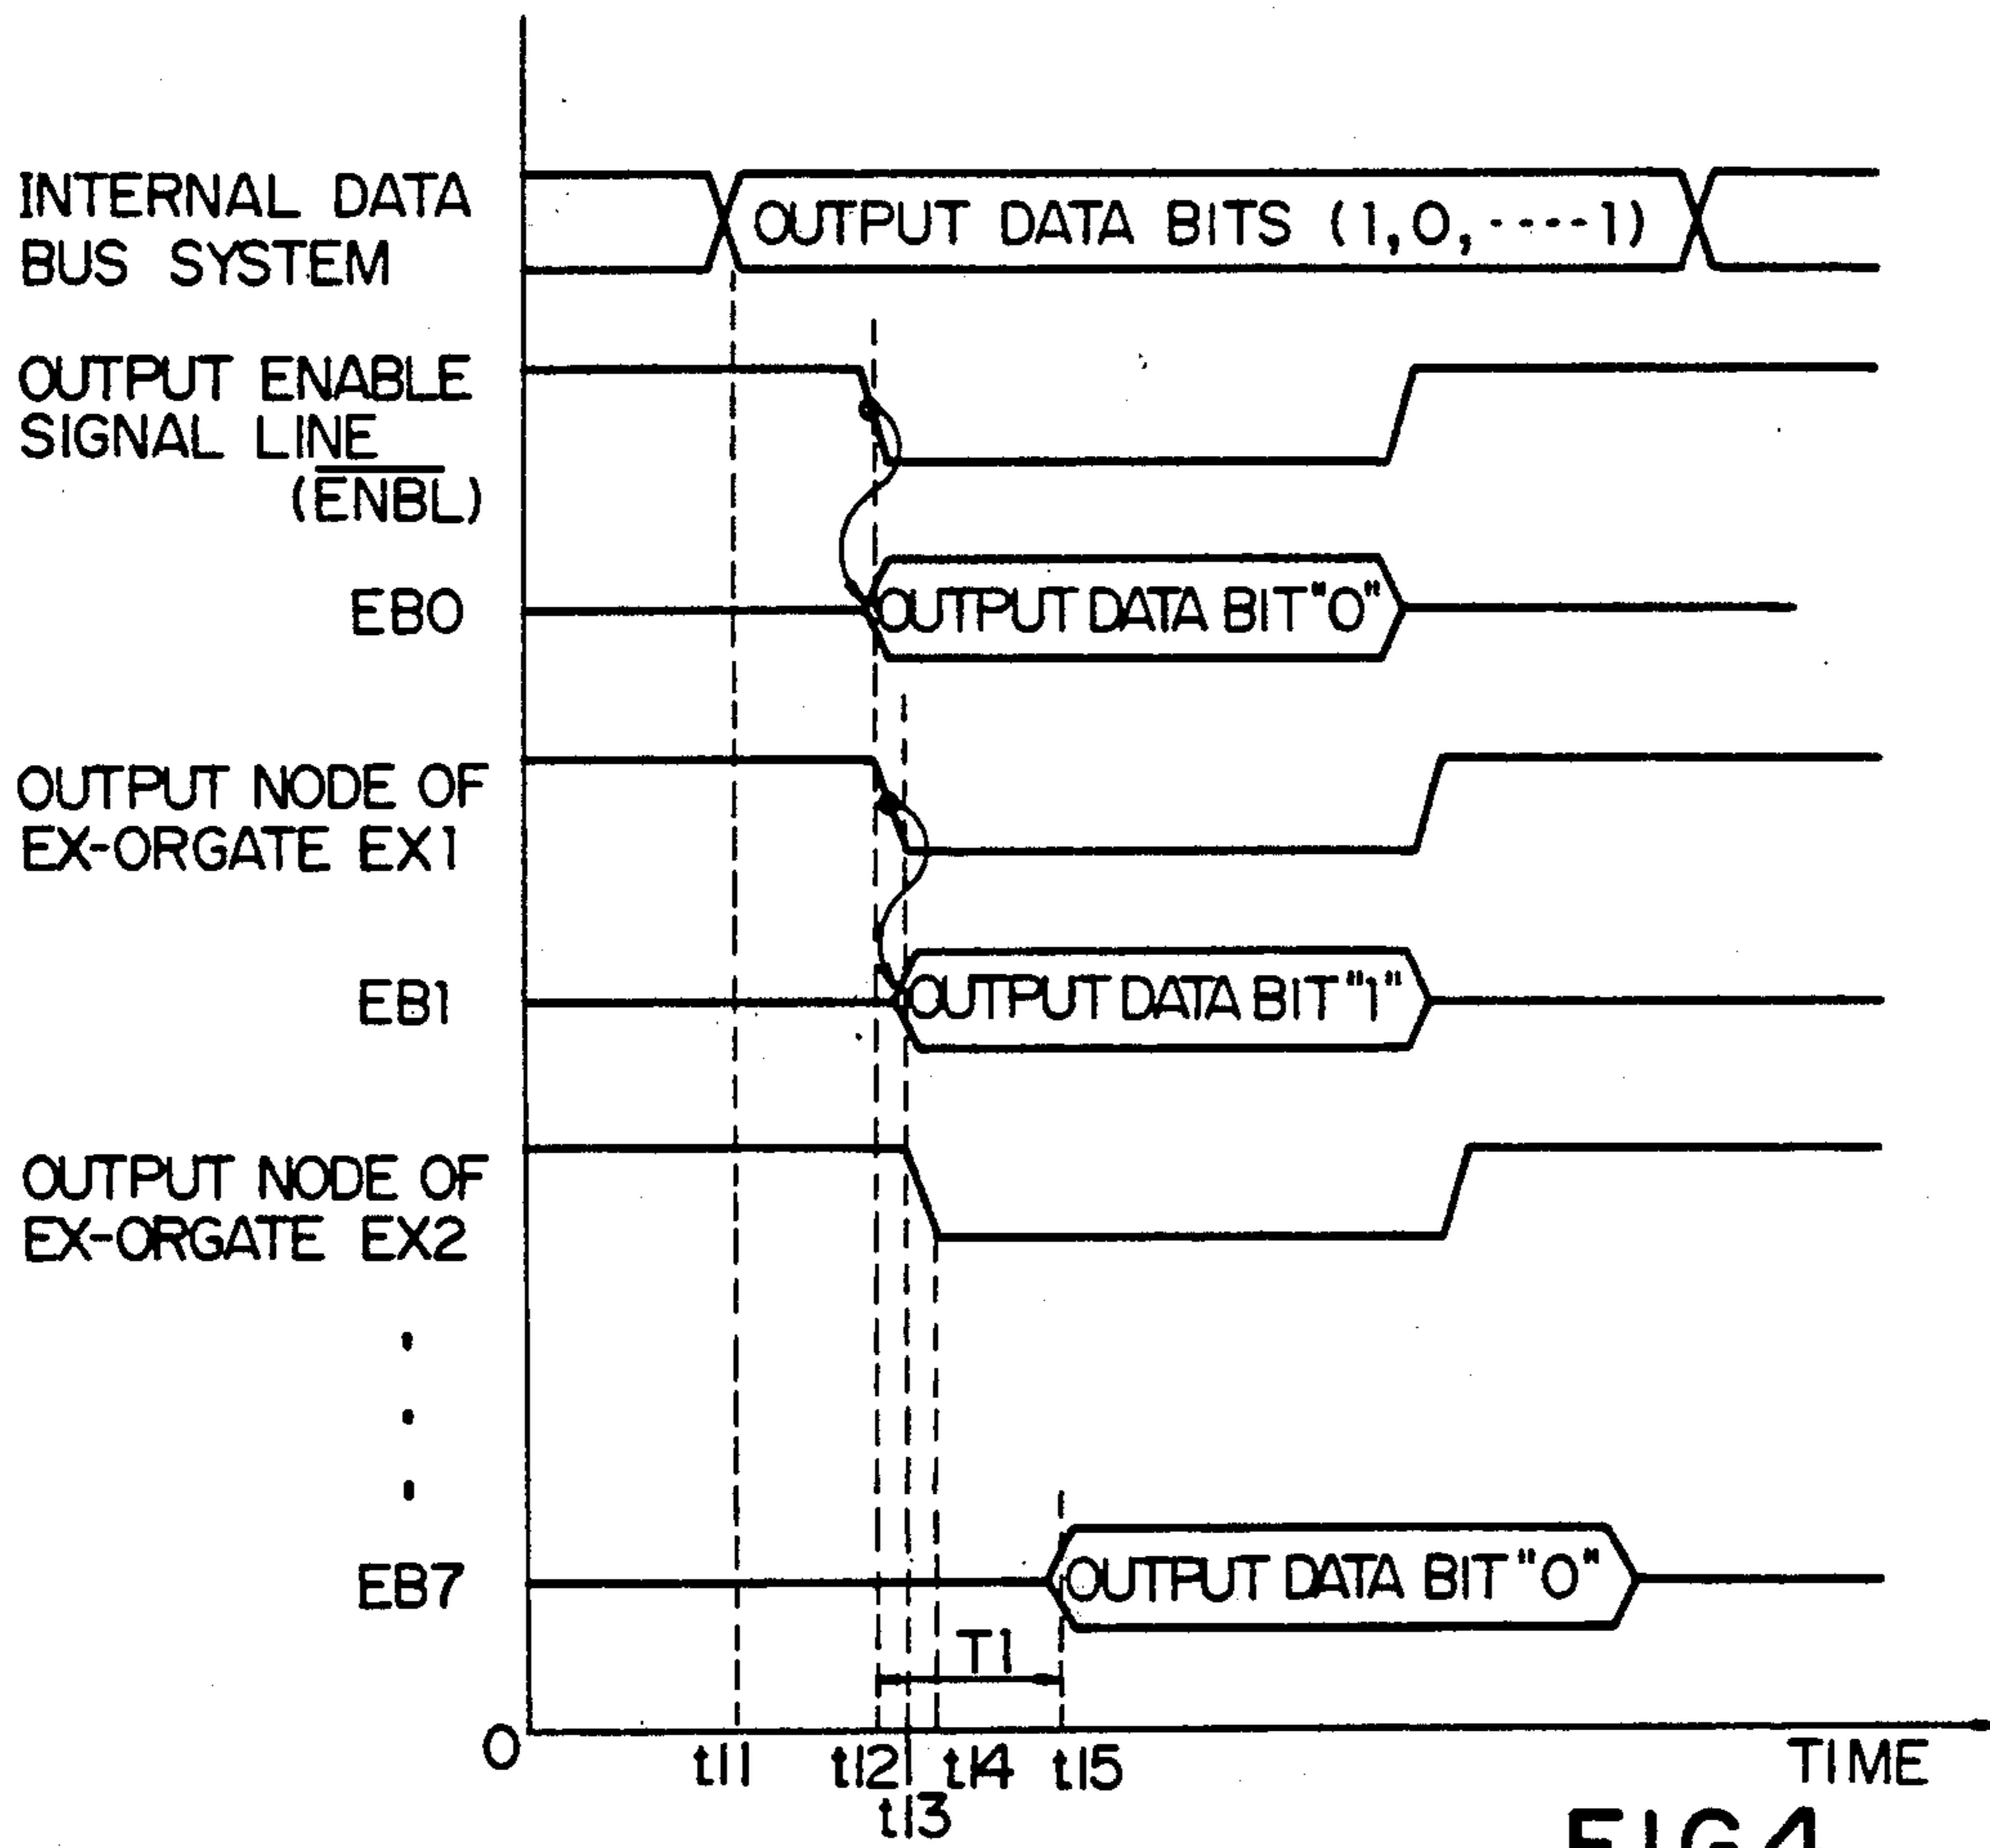 INTERNAL DATA
BUS SYSTEM
OUTPUT DATA BITS (1,0,----1)
OUTPUT ENABLE
SIGNAL LINE
(ENBL)
EB0
OUTPUT DATA BIT "0"
OUTPUT NODE OF
EX-ORGATE EX1
EB1
OUTPUT DATA BIT "1"
OUTPUT NODE OF
EX-ORGATE EX2
EB7
OUTPUT DATA BIT "0"
T1
0
t11
t12
t14
t15
TIME
t13
FIG.4